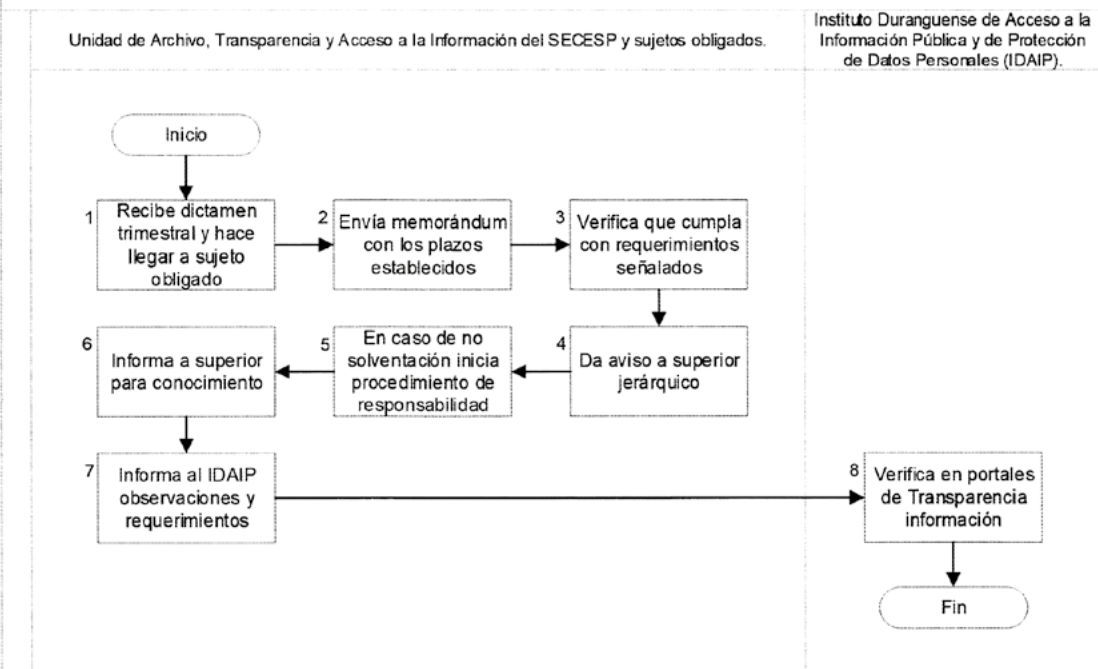 Unidad de Archivo, Transparencia y Acceso a la Información del SECESP y sujetos obligados.
Instituto Duranguense de Acceso a la
Información Pública y de Protección
de Datos Personales (IDAIP).
Inicio
1
Recibe dictamen
trimestral y hace
llegar a sujeto
obligado
2
Envía memorándum
con los plazos
establecidos
3
Verifica que cumpla
con requerimientos
señalados
4
Da aviso a superior
jerárquico
5
En caso de no
solventación inicia
procedimiento de
responsabilidad
6
Informa a superior
para conocimiento
7
Informa al IDAIP
observaciones y
requerimientos
8
Verifica en portales
de Transparencia
información
Fin